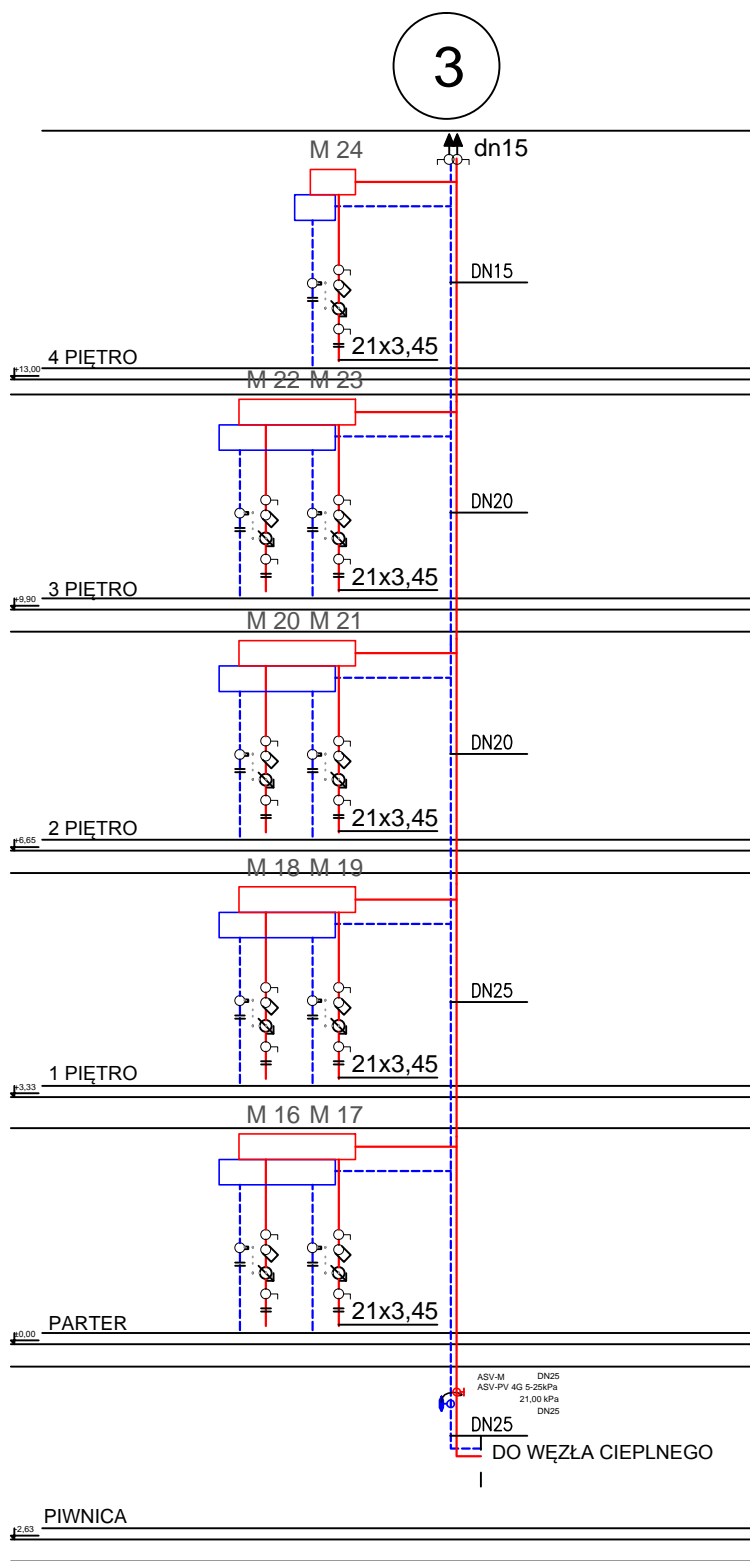 3
dn15
M 24
DN15
21x3,45
4 PIĘTRO
+13,00
M 22 M 23
DN20
21x3,45
3 PIĘTRO
+9,90
M 20 M 21
DN20
21x3,45
2 PIĘTRO
+6,65
M 18 M 19
DN25
21x3,45
1 PIĘTRO
+3,33
M 16 M 17
21x3,45
PARTER
±0,00
ASV-M DN25
ASV-PV 4G 5-25kPa
21,00 kPa
DN25
DN25
DO WĘZŁA CIEPLNEGO
PIWNICA
-2,63